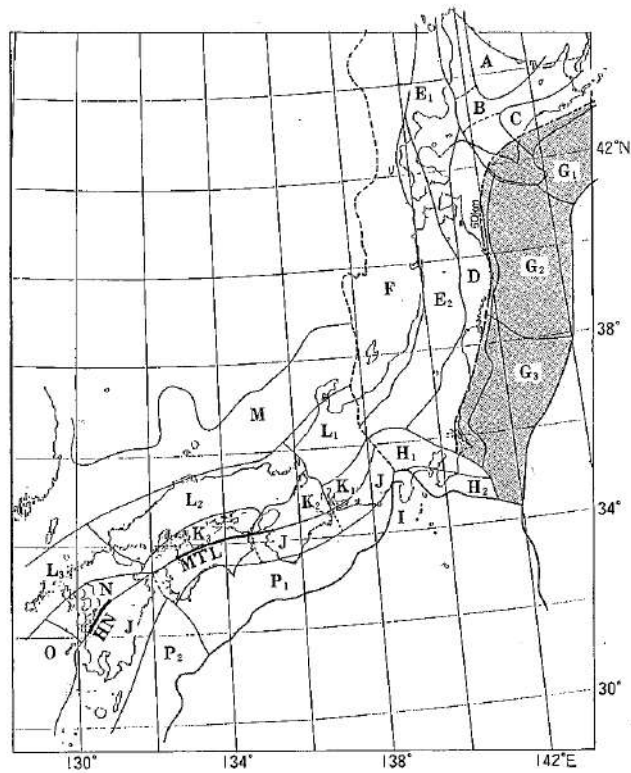 A
E₁
B
C
42°N
G₁
60km
G₂
D
F
E₂
38°
G₃
M
L₁
H₁
L₂
K₂
K₁
J
H₂
34°
I
K₃
MTL
J
L₃
P₁
N
HN
J
O
P₂
30°
130°
134°
138°
142°E